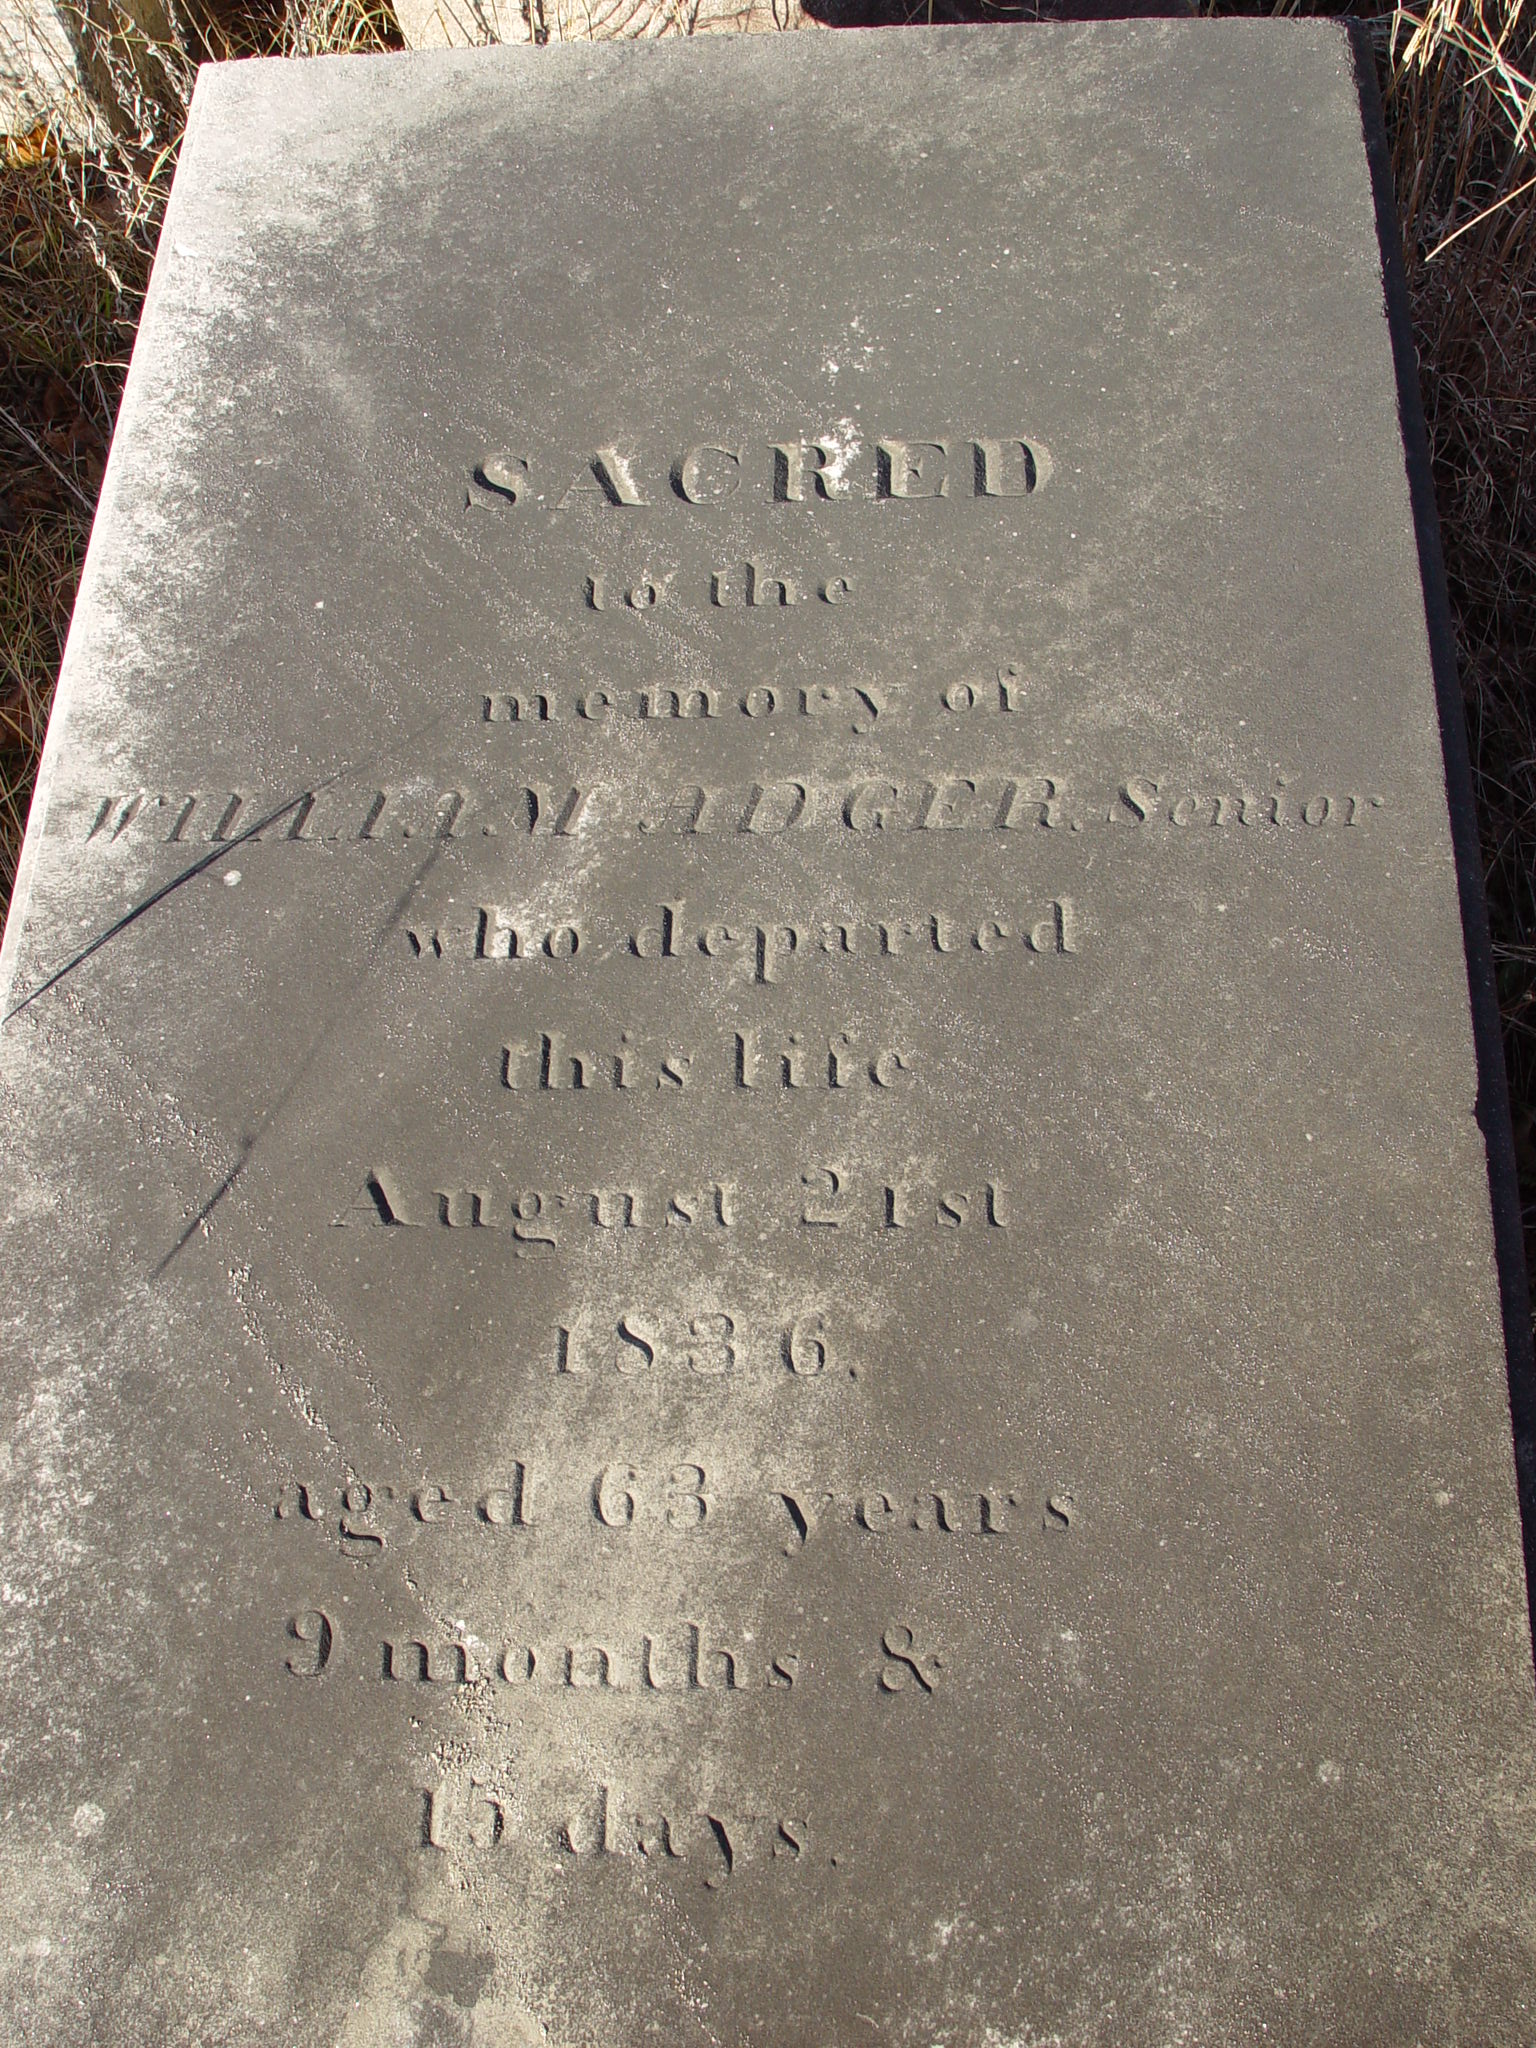 SACRED
to the
memory of
WILLIAM ADGER, Senior
who departed
this life
August 21st
1836.
aged 63 years
9 months &
15 days.